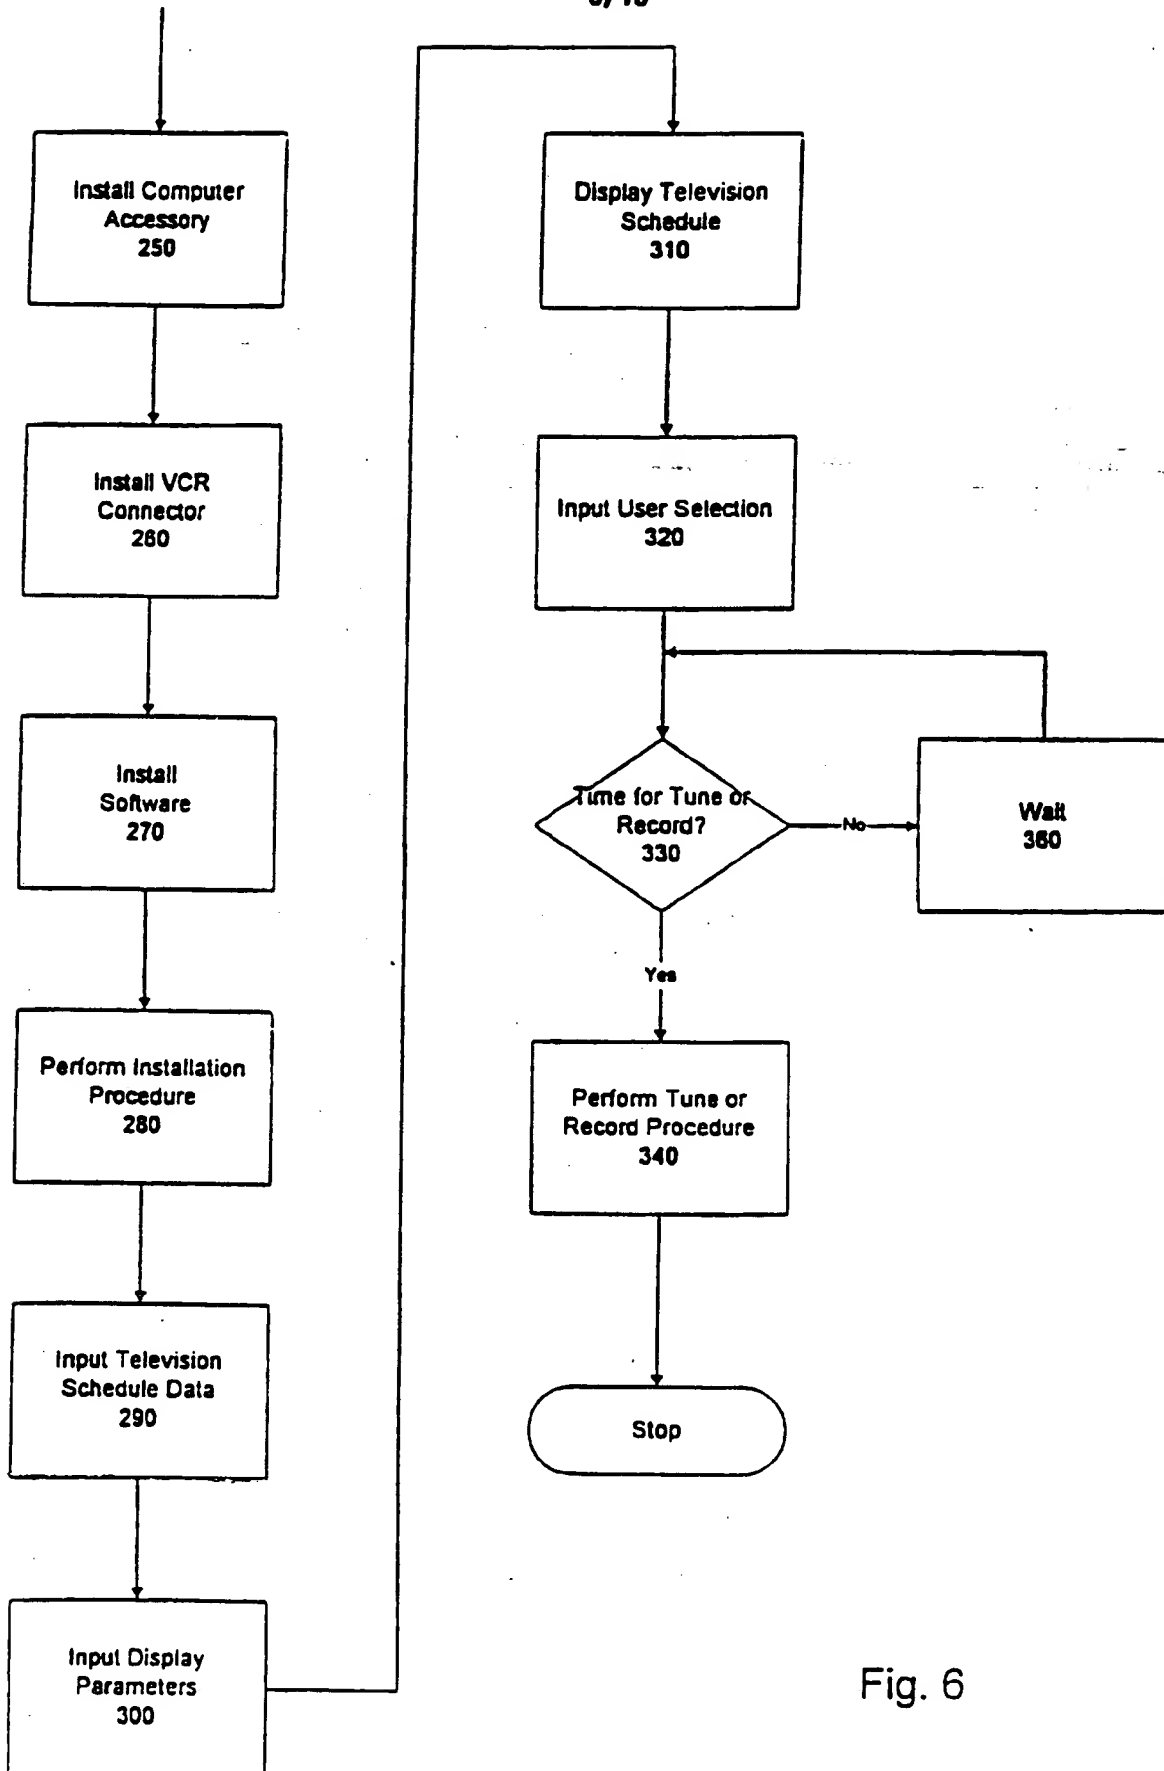 Install Computer
Accessory
250
Install VCR
Connector
260
Install
Software
270
Perform Installation
Procedure
280
Input Television
Schedule Data
290
Input Display
Parameters
300
Display Television
Schedule
310
Input User Selection
320
Time for Tune or
Record?
330
No
Wait
360
Yes
Perform Tune or
Record Procedure
340
Stop
Fig. 6